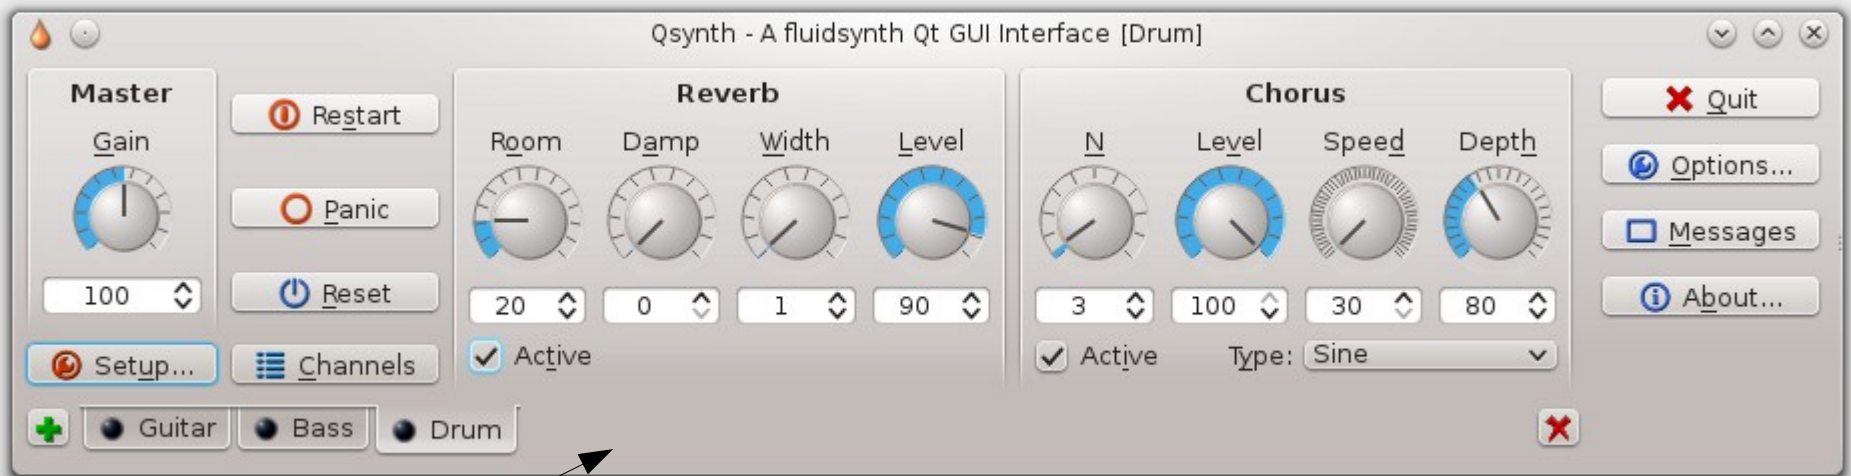 Qsynth - A fluidsynth Qt GUI Interface [Drum]
Master
Gain
100
Setup...
Restart
Panic
Reset
Channels
Reverb
Room Damp Width Level
20 0 1 90
Active
Chorus
N Level Speed Depth
3 100 30 80
Active Type: Sine
Quit
Options...
Messages
About...
Guitar Bass Drum